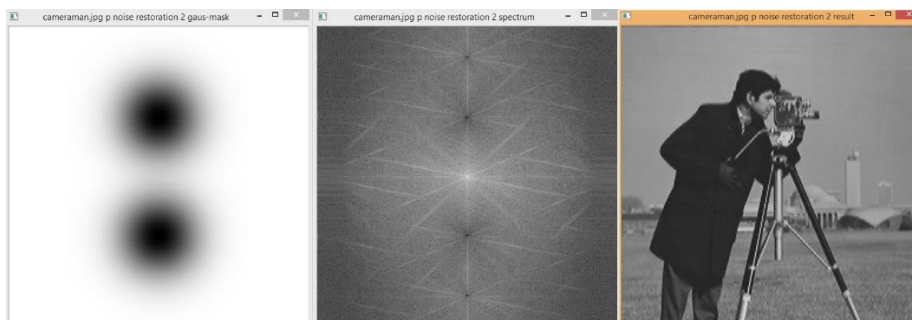 cameraman.jpg p noise restoration 2 gaus-mask
cameraman.jpg p noise restoration 2 spectrum
cameraman.jpg p noise restoration 2 result